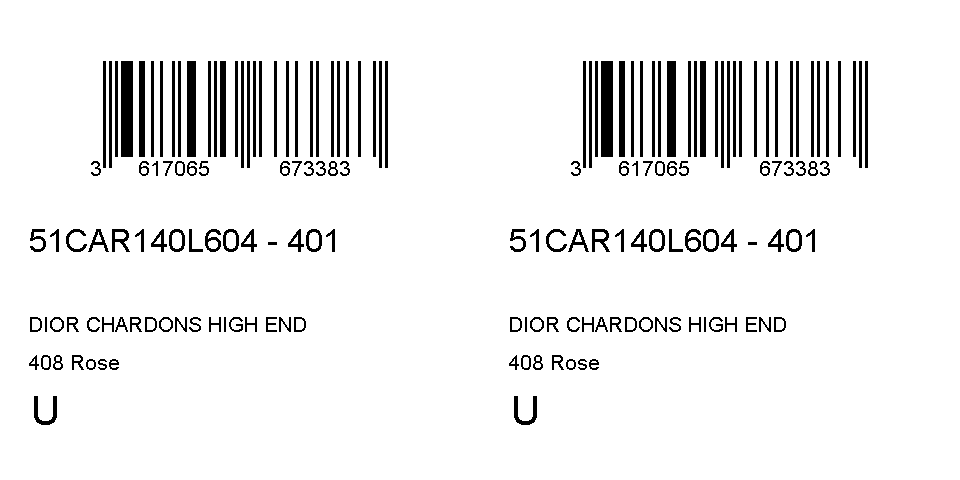 3 617065 673383
51CAR140L604 - 401
DIOR CHARDONS HIGH END
408 Rose
U
3 617065 673383
51CAR140L604 - 401
DIOR CHARDONS HIGH END
408 Rose
U